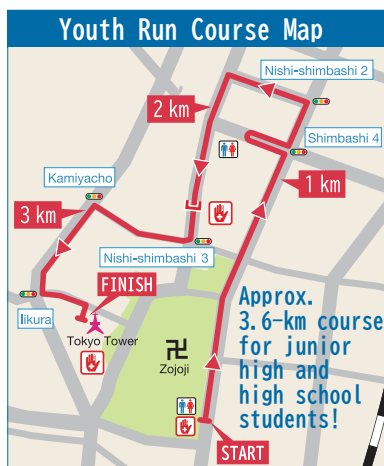 Youth Run Course Map
Nishi-shimbashi 2
2 km
Shimbashi 4
Kamiyacho
1 km
3 km
Nishi-shimbashi 3
FINISH
Iikura
Tokyo Tower
卍
Zojoji
Approx.
3.6-km course
for junior
high and
high school
students!
START